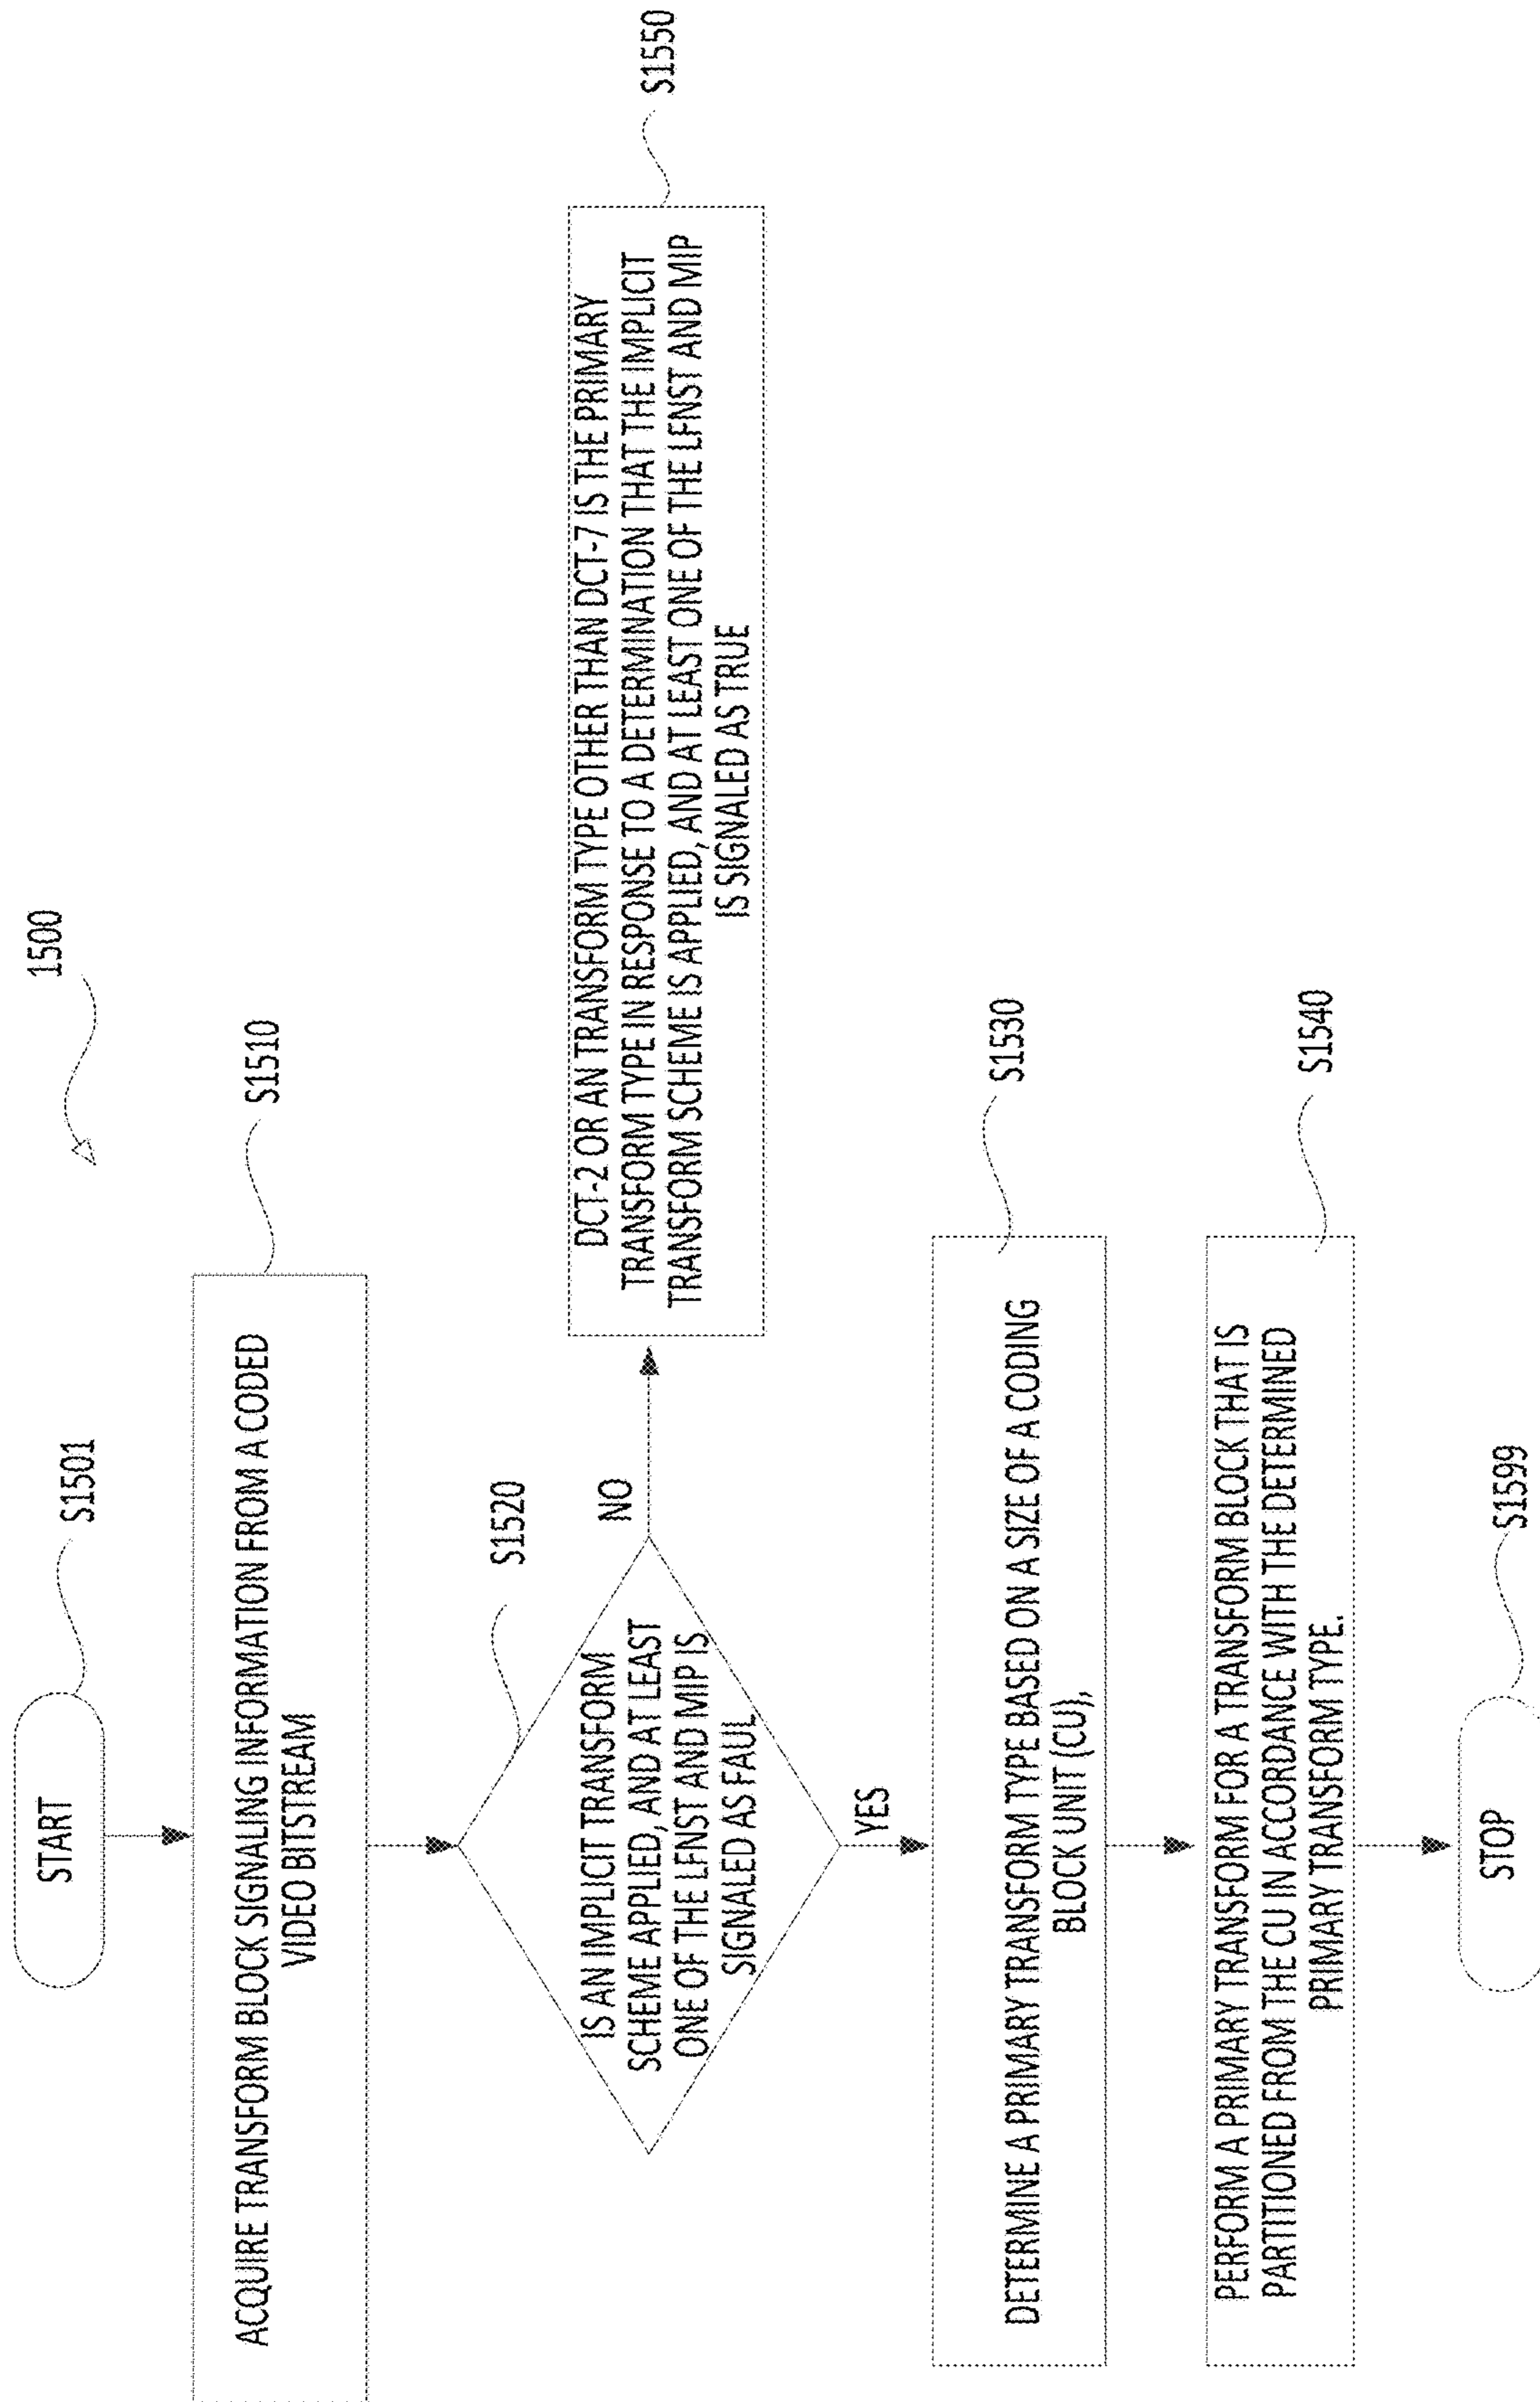 1500
START
S1501
ACQUIRE TRANSFORM BLOCK SIGNALING INFORMATION FROM A CODED
VIDEO BITSTREAM
S1510
IS AN IMPLICIT TRANSFORM
SCHEME APPLIED, AND AT LEAST
ONE OF THE LFNST AND MIP IS
SIGNALED AS FAUL
S1520
NO
DCT-2 OR AN TRANSFORM TYPE OTHER THAN DCT-7 IS THE PRIMARY
TRANSFORM TYPE IN RESPONSE TO A DETERMINATION THAT THE IMPLICIT
TRANSFORM SCHEME IS APPLIED, AND AT LEAST ONE OF THE LFNST AND MIP
IS SIGNALED AS TRUE
S1550
YES
DETERMINE A PRIMARY TRANSFORM TYPE BASED ON A SIZE OF A CODING
BLOCK UNIT (CU),
S1530
PERFORM A PRIMARY TRANSFORM FOR A TRANSFORM BLOCK THAT IS
PARTITIONED FROM THE CU IN ACCORDANCE WITH THE DETERMINED
PRIMARY TRANSFORM TYPE.
S1540
STOP
S1599